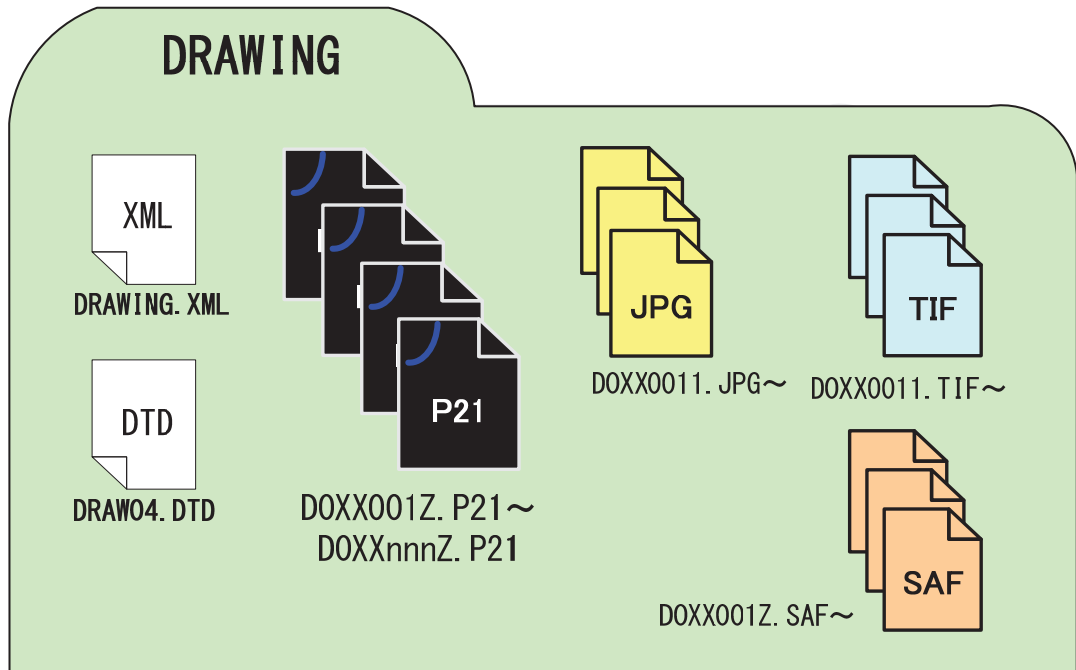 DRAWING
XML
DRAWING.XML
DTD
DRAW04.DTD
P21
D0XX001Z.P21～
D0XXnnnZ.P21
JPG
D0XX0011.JPG～
TIF
D0XX0011.TIF～
SAF
D0XX001Z.SAF～